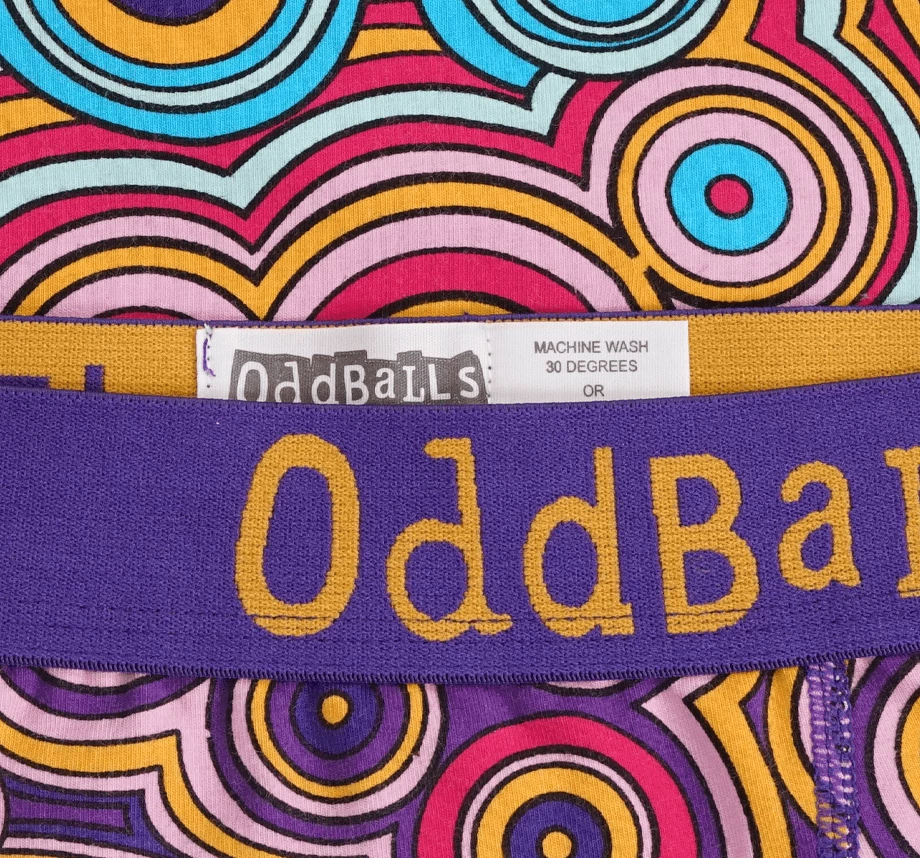 OddBaLLs
MACHINE WASH
30 DEGREES
OR
OddBa